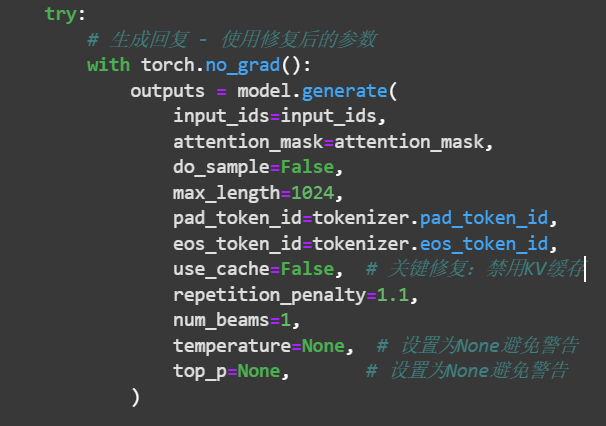 try:
# 生成回复 - 使用修复后的参数
with torch.no_grad():
outputs = model.generate(
input_ids=input_ids,
attention_mask=attention_mask,
do_sample=False,
max_length=1024,
pad_token_id=tokenizer.pad_token_id,
eos_token_id=tokenizer.eos_token_id,
use_cache=False,  # 关键修复：禁用KV缓存
repetition_penalty=1.1,
num_beams=1,
temperature=None,  # 设置为None避免警告
top_p=None,       # 设置为None避免警告
)